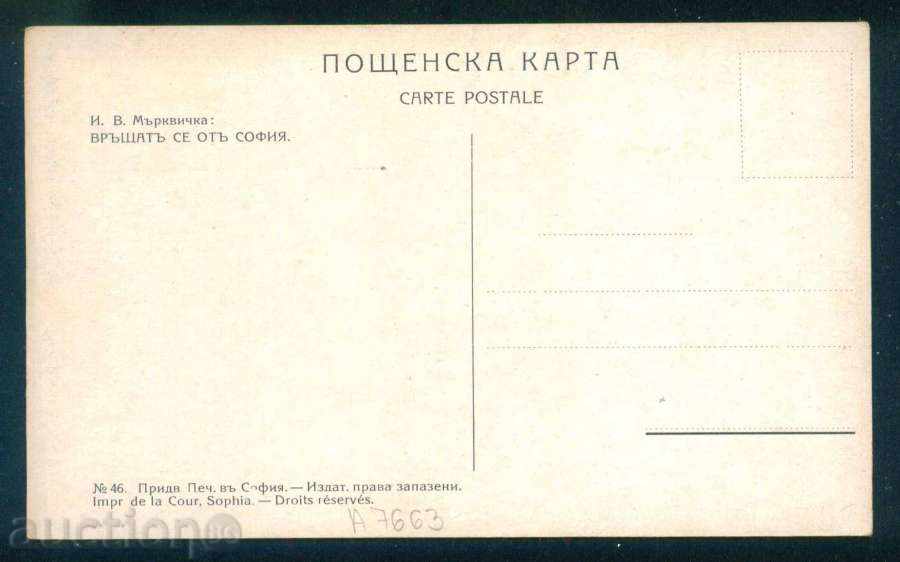 ПОЩЕНСКА КАРТА
CARTE POSTALE
И. В. Мърквичка:
ВРЪЩАТЪ СЕ ОТЪ СОФИЯ.
№ 46. Придв Печ. въ София. — Издат. права запазени.
Impr de la Cour, Sophia. — Droits réservés.
A7663
auction.bg